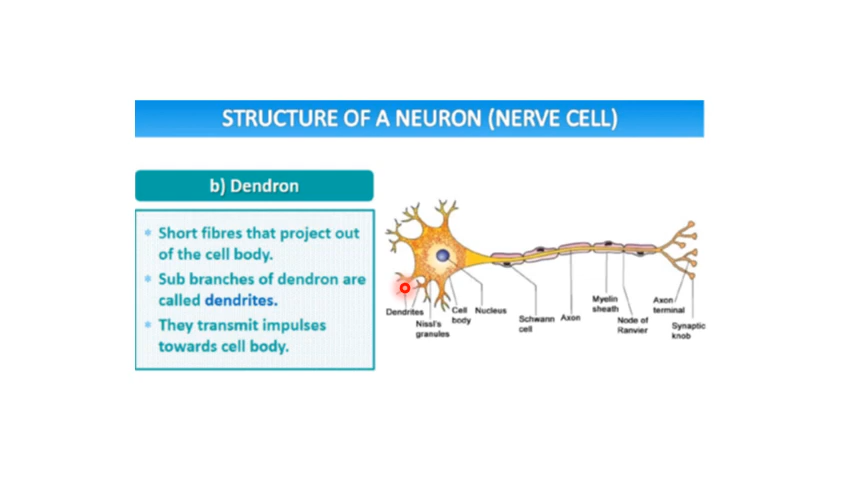 STRUCTURE OF A NEURON (NERVE CELL)
b) Dendron
* Short fibres that project out
of the cell body.
* Sub branches of dendron are
called dendrites.
* They transmit impulses
towards cell body.
Dendrites
Nissl's
granules
Cell
body
Nucleus
Schwann
cell
Axon
Myelin
sheath
Node of
Ranvier
Axon
terminal
Synaptic
knob